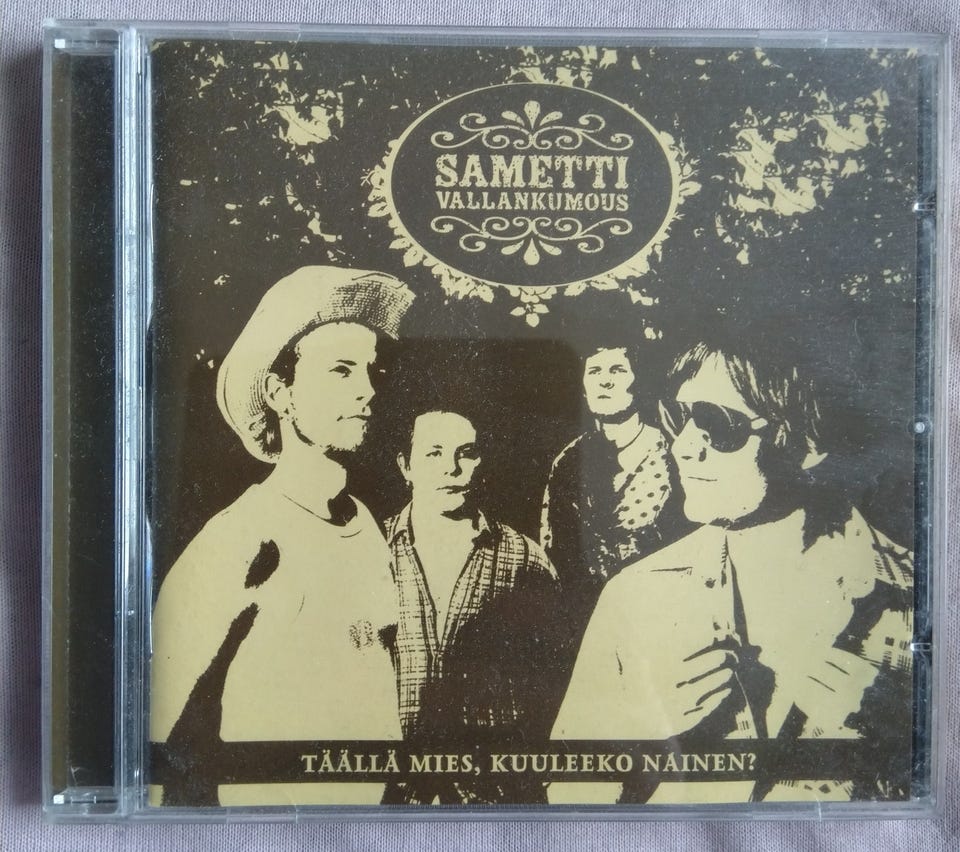 SAMETTI
VALLANKUMOUS
TÄÄLLÄ MIES, KUULEEKO NAINEN?